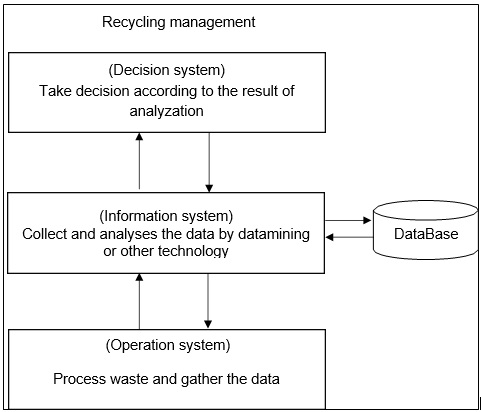 Recycling management
(Decision system)
Take decision according to the result of
analyzation
(Information system)
Collect and analyses the data by datamining
or other technology
DataBase
(Operation system)
Process waste and gather the data